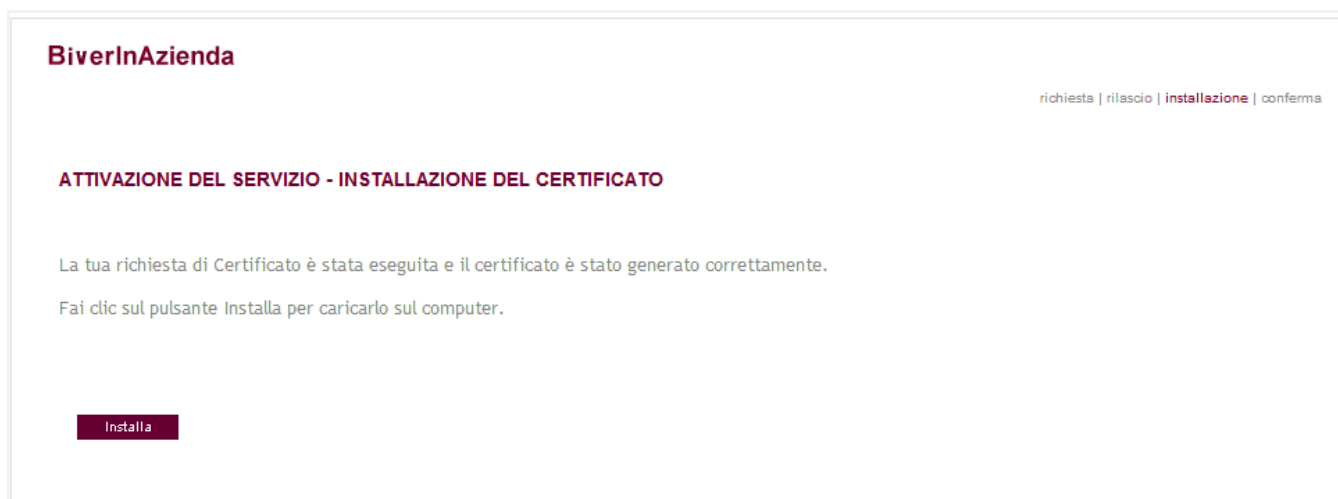 BiverInAzienda
richiesta | rilascio | installazione | conferma
ATTIVAZIONE DEL SERVIZIO - INSTALLAZIONE DEL CERTIFICATO
La tua richiesta di Certificato è stata eseguita e il certificato è stato generato correttamente.
Fai clic sul pulsante Installa per caricarlo sul computer.
Installa